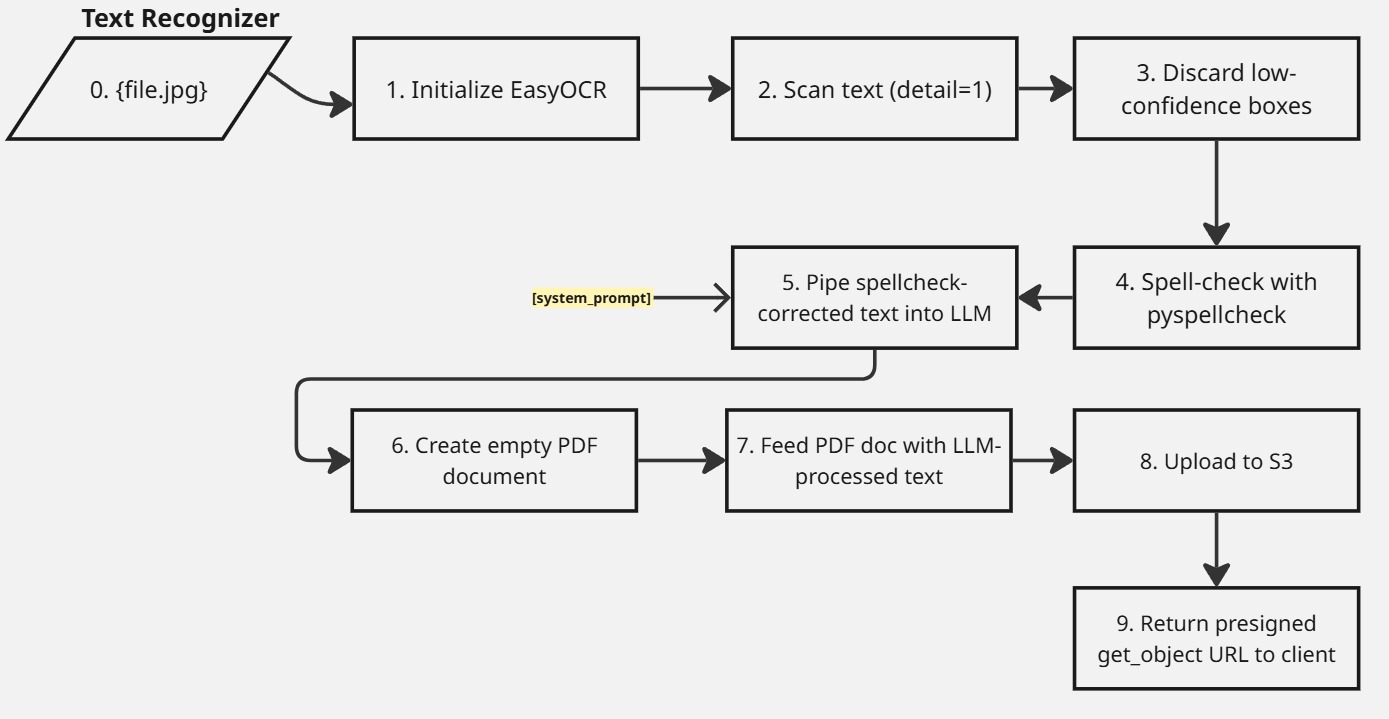 Text Recognizer
0. {file.jpg}
1. Initialize EasyOCR
2. Scan text (detail=1)
3. Discard low-
confidence boxes
4. Spell-check with
pyspellcheck
5. Pipe spellcheck-
corrected text into LLM
[system_prompt]
6. Create empty PDF
document
7. Feed PDF doc with LLM-
processed text
8. Upload to S3
9. Return presigned
get_object URL to client